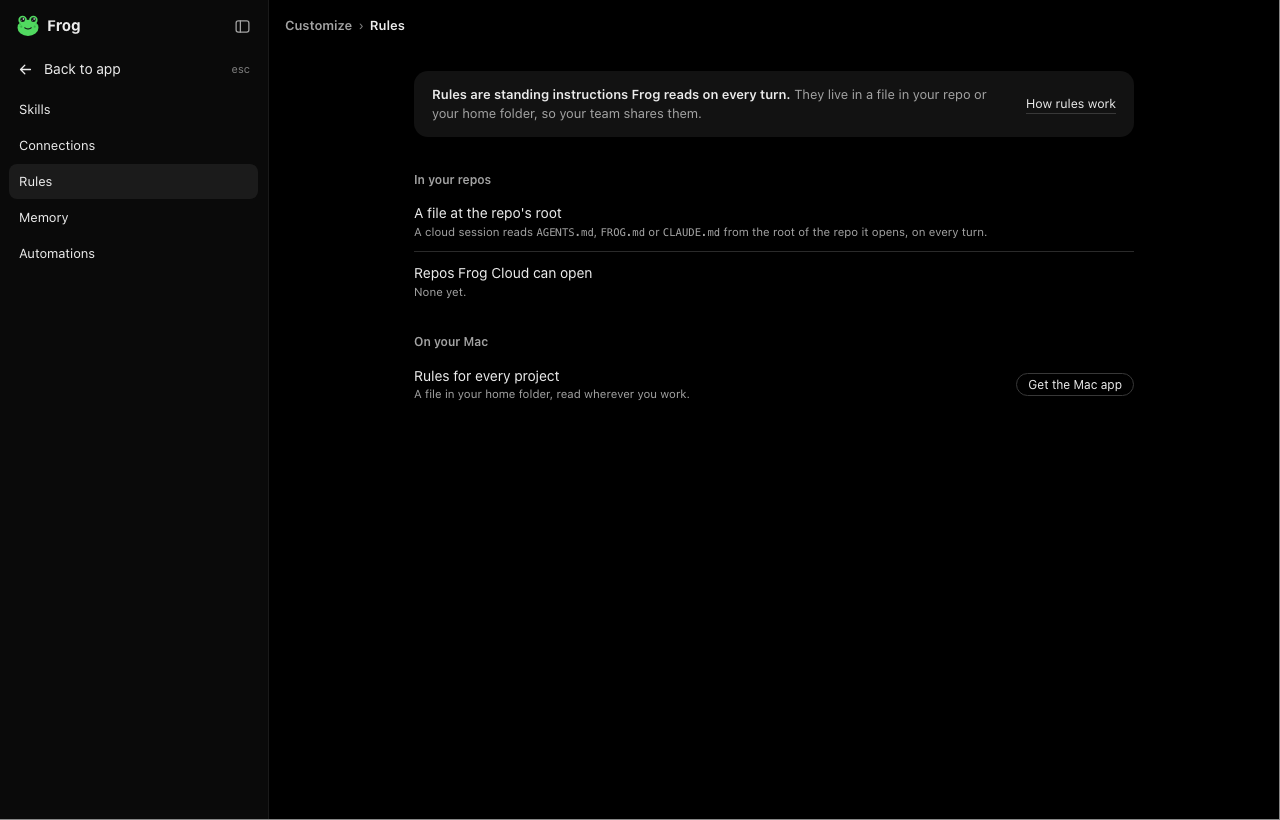 Frog
Back to app
esc
Skills
Connections
Rules
Memory
Automations
Customize › Rules
Rules are standing instructions Frog reads on every turn. They live in a file in your repo or
your home folder, so your team shares them.
How rules work
In your repos
A file at the repo's root
A cloud session reads AGENTS.md, FROG.md or CLAUDE.md from the root of the repo it opens, on every turn.
Repos Frog Cloud can open
None yet.
On your Mac
Rules for every project
A file in your home folder, read wherever you work.
Get the Mac app